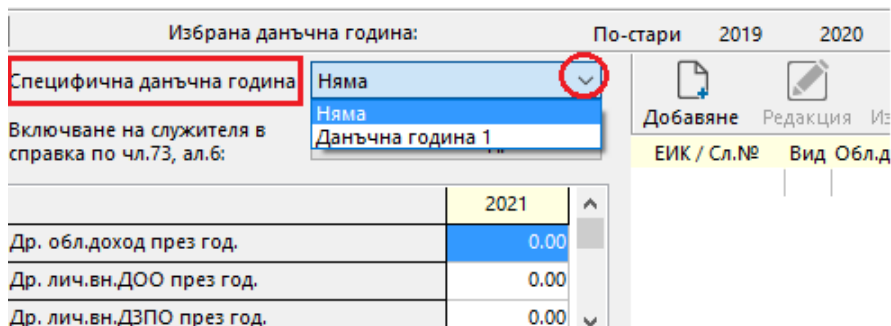 Избрана данъчна година:
По-стари 2019 2020
Специфична данъчна година
Няма
Няма
Данъчна година 1
Включване на служителя в
справка по чл.73, ал.6:
Добавяне Редакция
ЕИК / Сл.№ Вид Обл.д
2021
Др. обл.доход през год. 0.00
Др. лич.вн.ДОО през год. 0.00
Др. лич.вн.ДЗПО през год. 0.00